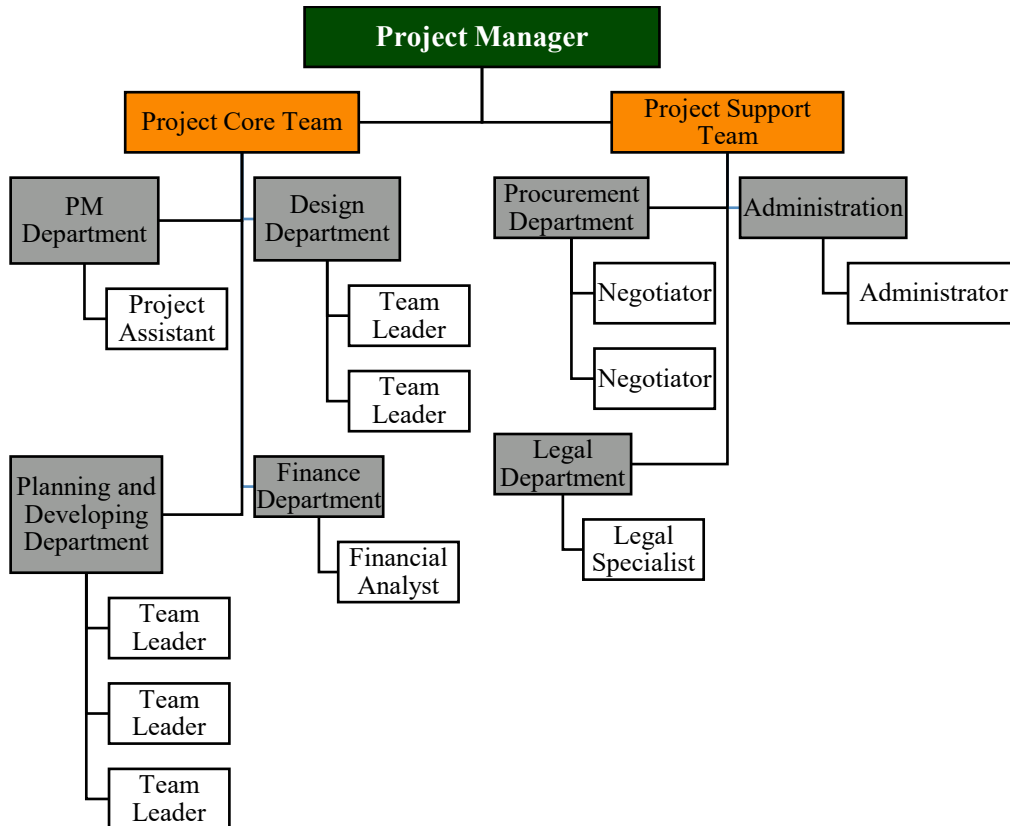 Project Manager
Project Core Team
Project Support
Team
PM
Department
Project
Assistant
Design
Department
Team
Leader
Team
Leader
Planning and
Developing
Department
Team
Leader
Team
Leader
Team
Leader
Finance
Department
Financial
Analyst
Procurement
Department
Negotiator
Negotiator
Administration
Administrator
Legal
Department
Legal
Specialist